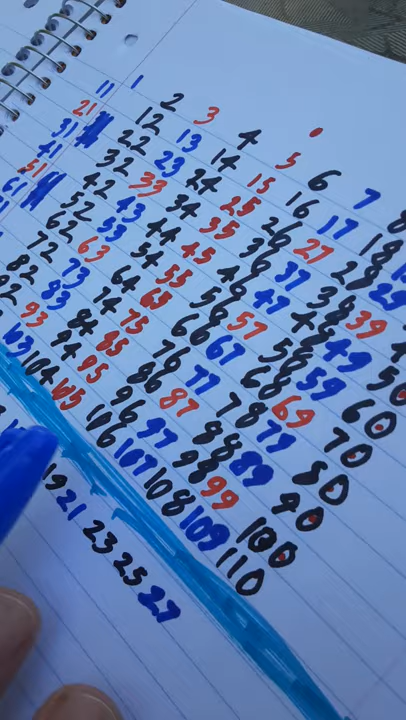 1 2 3 4 5 6 7 8
11 12 13 14 15 16 17 18
21 22 23 24 25 26 27 28 29
31 32 33 34 35 36 37 38 39
41 42 43 44 45 46 47 48 49 50
51 52 53 54 55 56 57 58 59 60
61 62 63 64 65 66 67 68 69 70
72 73 74 75 76 77 78 79 80
82 83 84 85 86 87 88 89 90
92 93 94 95 96 97 98 99 100
103 104 105 106 107 108 109 110
19 21 23 25 27